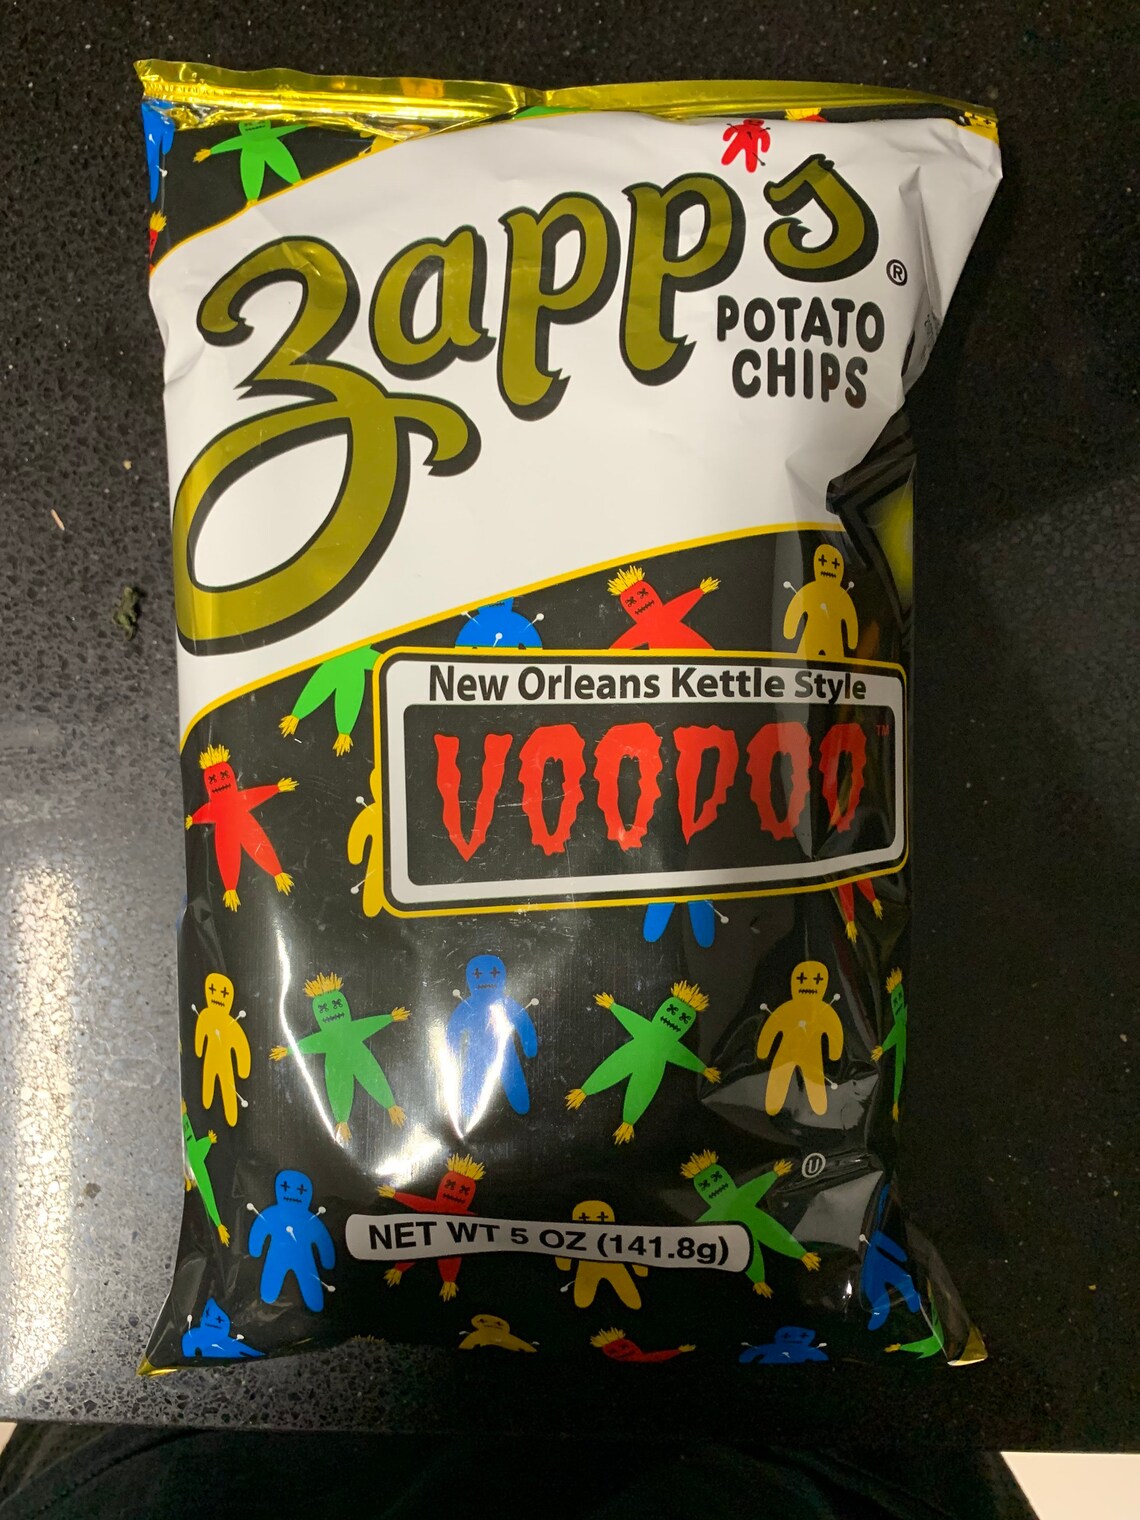 Zapp's®
POTATO
CHIPS
New Orleans Kettle Style
VOODOO™
U
NET WT 5 OZ (141.8g)